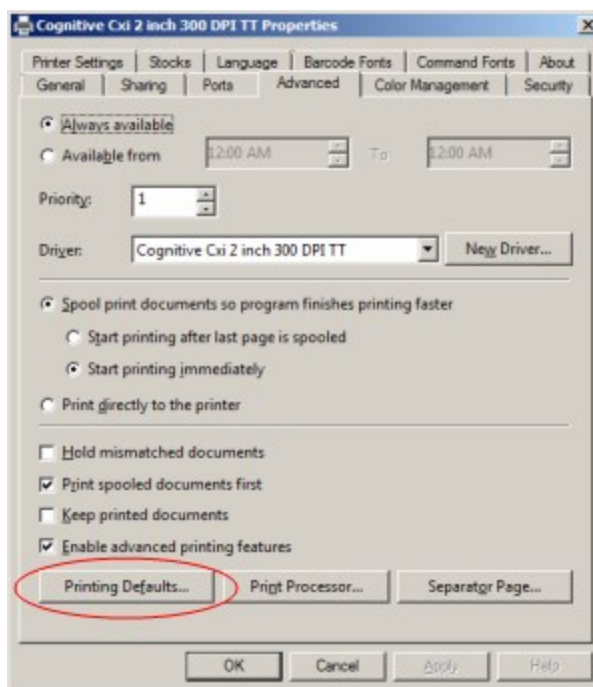 Cognitive Cxi 2 inch 300 DPI TT Properties
Printer Settings Stocks Language Barcode Fonts Command Fonts About
General Sharing Ports Advanced Color Management Security
Always available
Available from 12:00 AM To 12:00 AM
Priority: 1
Driver: Cognitive Cxi 2 inch 300 DPI TT New Driver...
Spool print documents so program finishes printing faster
Start printing after last page is spooled
Start printing immediately
Print directly to the printer
Hold mismatched documents
Print spooled documents first
Keep printed documents
Enable advanced printing features
Printing Defaults... Print Processor... Separator Page...
OK Cancel Apply Help